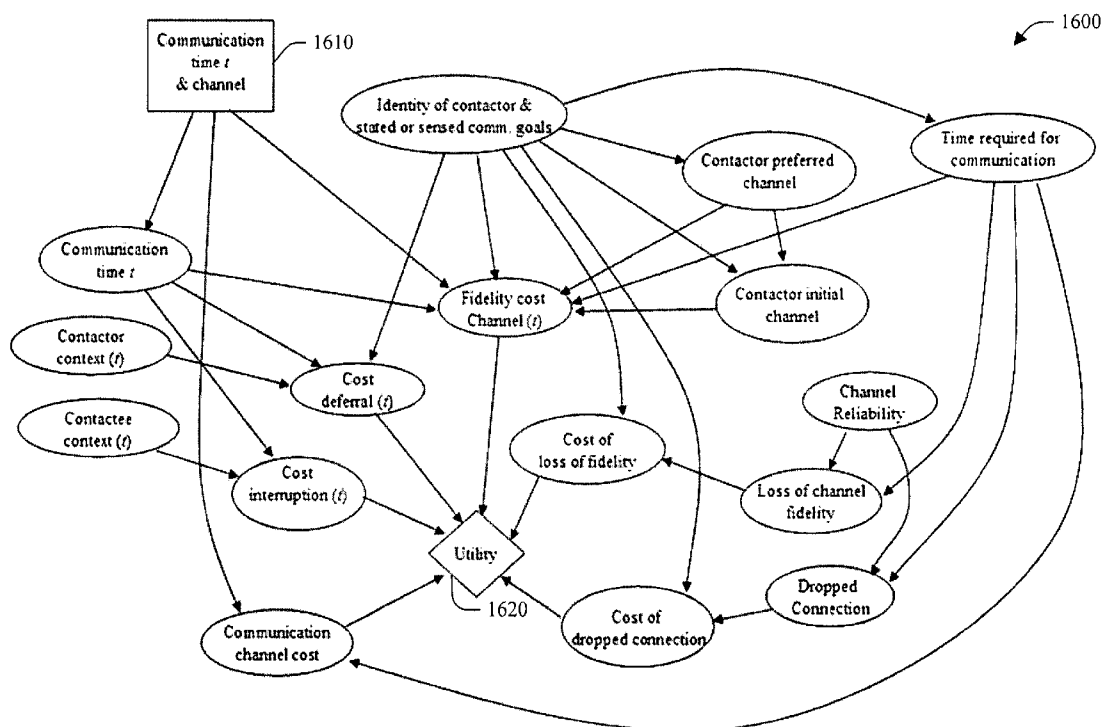 1600
Communication
time t
& channel
1610
Identity of contactor &
stated or sensed comm. goals
Time required for
communication
Contactor preferred
channel
Communication
time t
Fidelity cost
Channel (t)
Contactor initial
channel
Contactor
context (t)
Cost
deferral (t)
Channel
Reliability
Contactee
context (t)
Cost of
loss of fidelity
Cost
interruption (t)
Loss of channel
fidelity
Utility
1620
Dropped
Connection
Cost of
dropped connection
Communication
channel cost